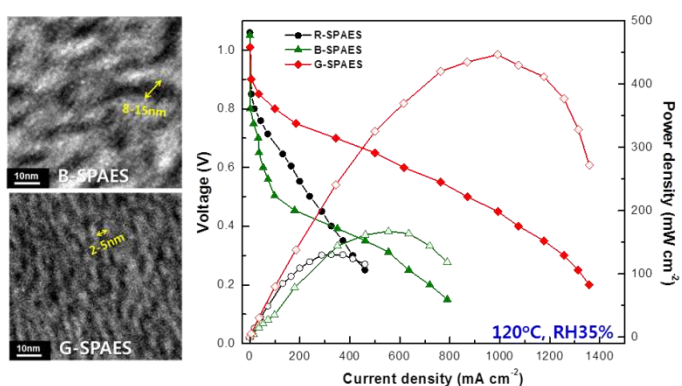 8-15nm
10nm
B-SPAES
2-5nm
10nm
G-SPAES
R-SPAES
B-SPAES
G-SPAES
Voltage (V)
1.0
0.8
0.6
0.4
0.2
0.0
0 200 400 600 800 1000 1200 1400
Current density (mA cm⁻²)
500
400
300
200
100
0
Power density (mW cm⁻²)
120°C, RH35%